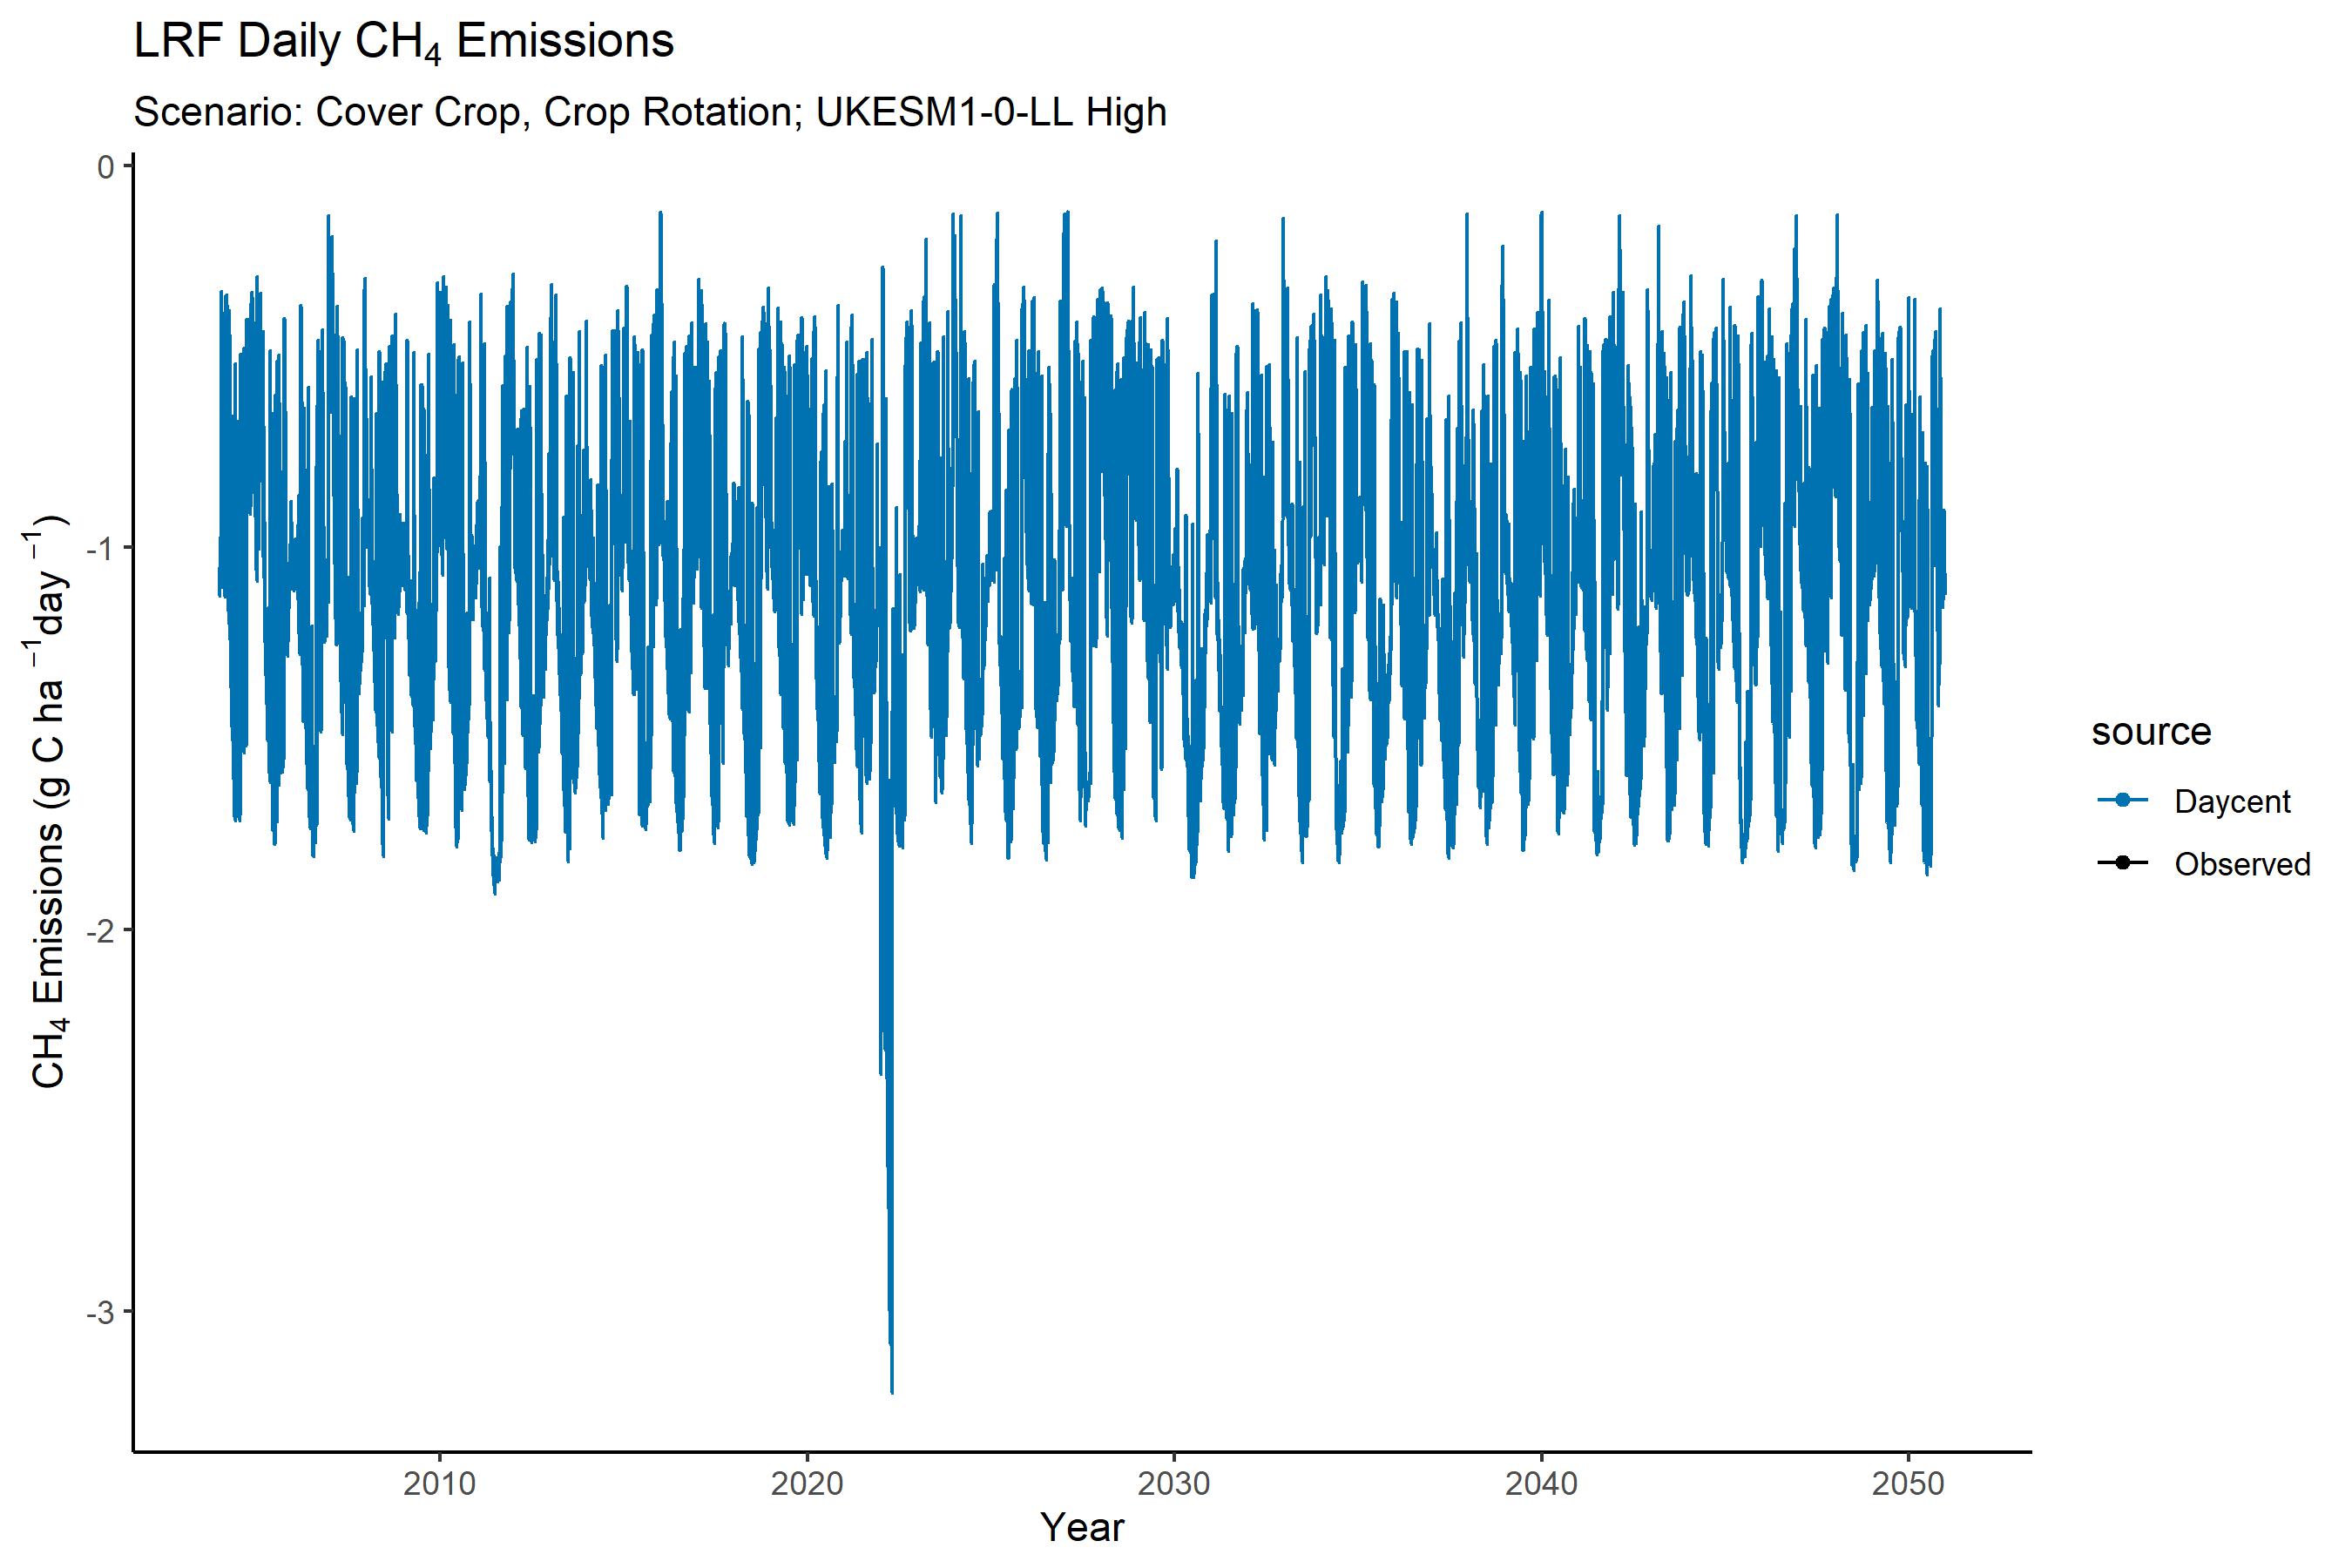 LRF Daily CH₄ Emissions
Scenario: Cover Crop, Crop Rotation; UKESM1-0-LL High
CH₄ Emissions (g C ha ⁻¹day ⁻¹)
0
-1
-2
-3
2010 2020 2030 2040 2050
Year
source
Daycent
Observed